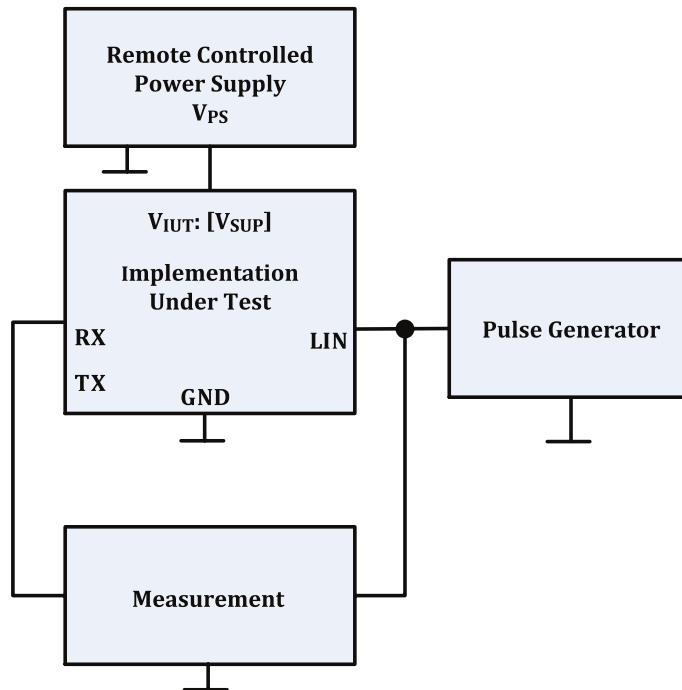 Remote Controlled
Power Supply
VPS
VIUT: [VSUP]
Implementation
Under Test
RX
LIN
TX
GND
Pulse Generator
Measurement